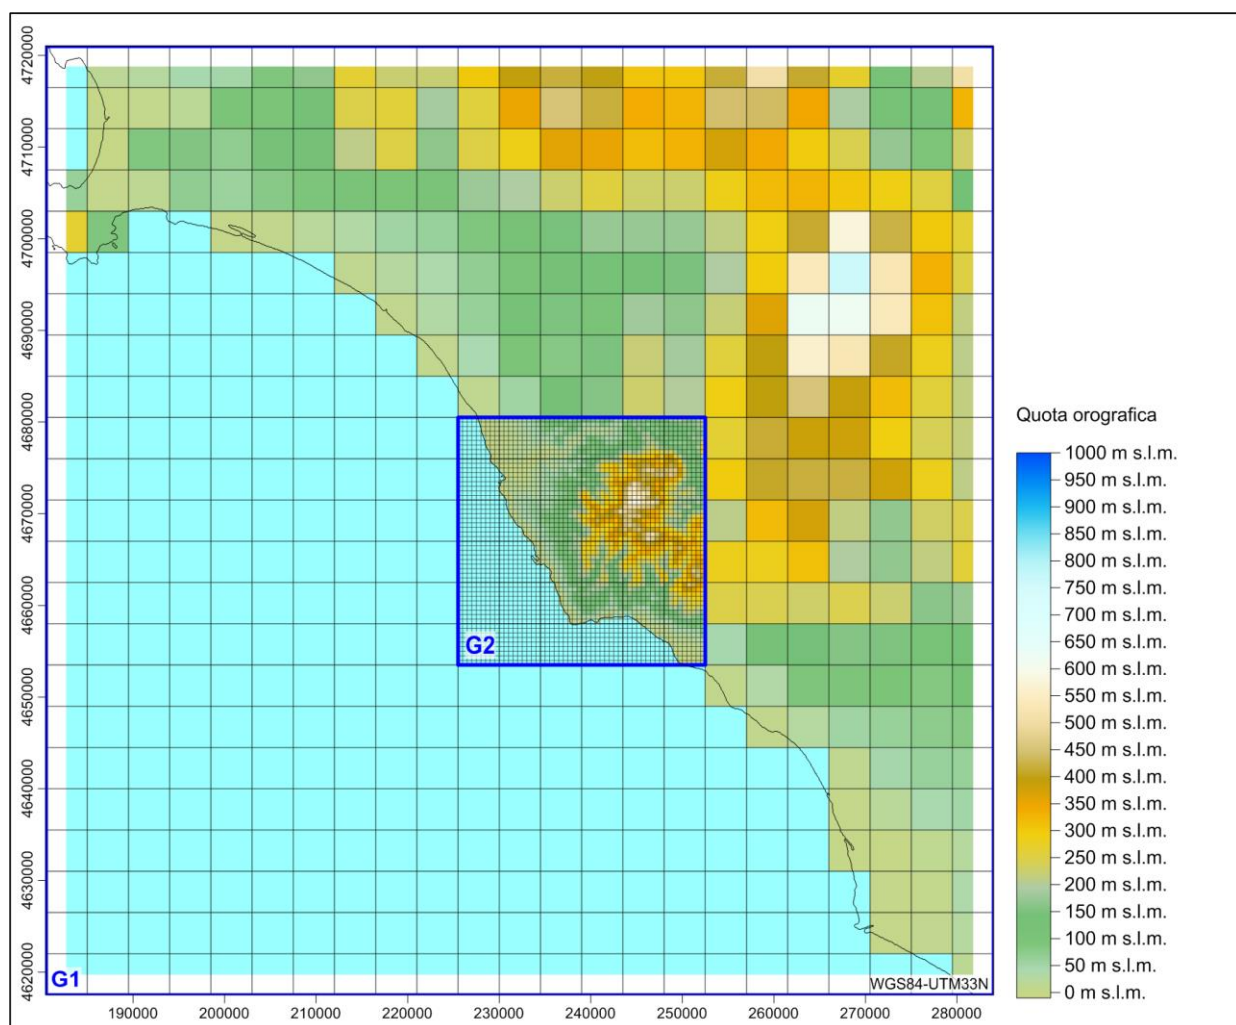 4720000
4710000
4700000
4690000
4680000
4670000
4660000
4650000
4640000
4630000
4620000
G2
G1
WGS84-UTM33N
190000 200000 210000 220000 230000 240000 250000 260000 270000 280000
Quota orografica
1000 m s.l.m.
950 m s.l.m.
900 m s.l.m.
850 m s.l.m.
800 m s.l.m.
750 m s.l.m.
700 m s.l.m.
650 m s.l.m.
600 m s.l.m.
550 m s.l.m.
500 m s.l.m.
450 m s.l.m.
400 m s.l.m.
350 m s.l.m.
300 m s.l.m.
250 m s.l.m.
200 m s.l.m.
150 m s.l.m.
100 m s.l.m.
50 m s.l.m.
0 m s.l.m.